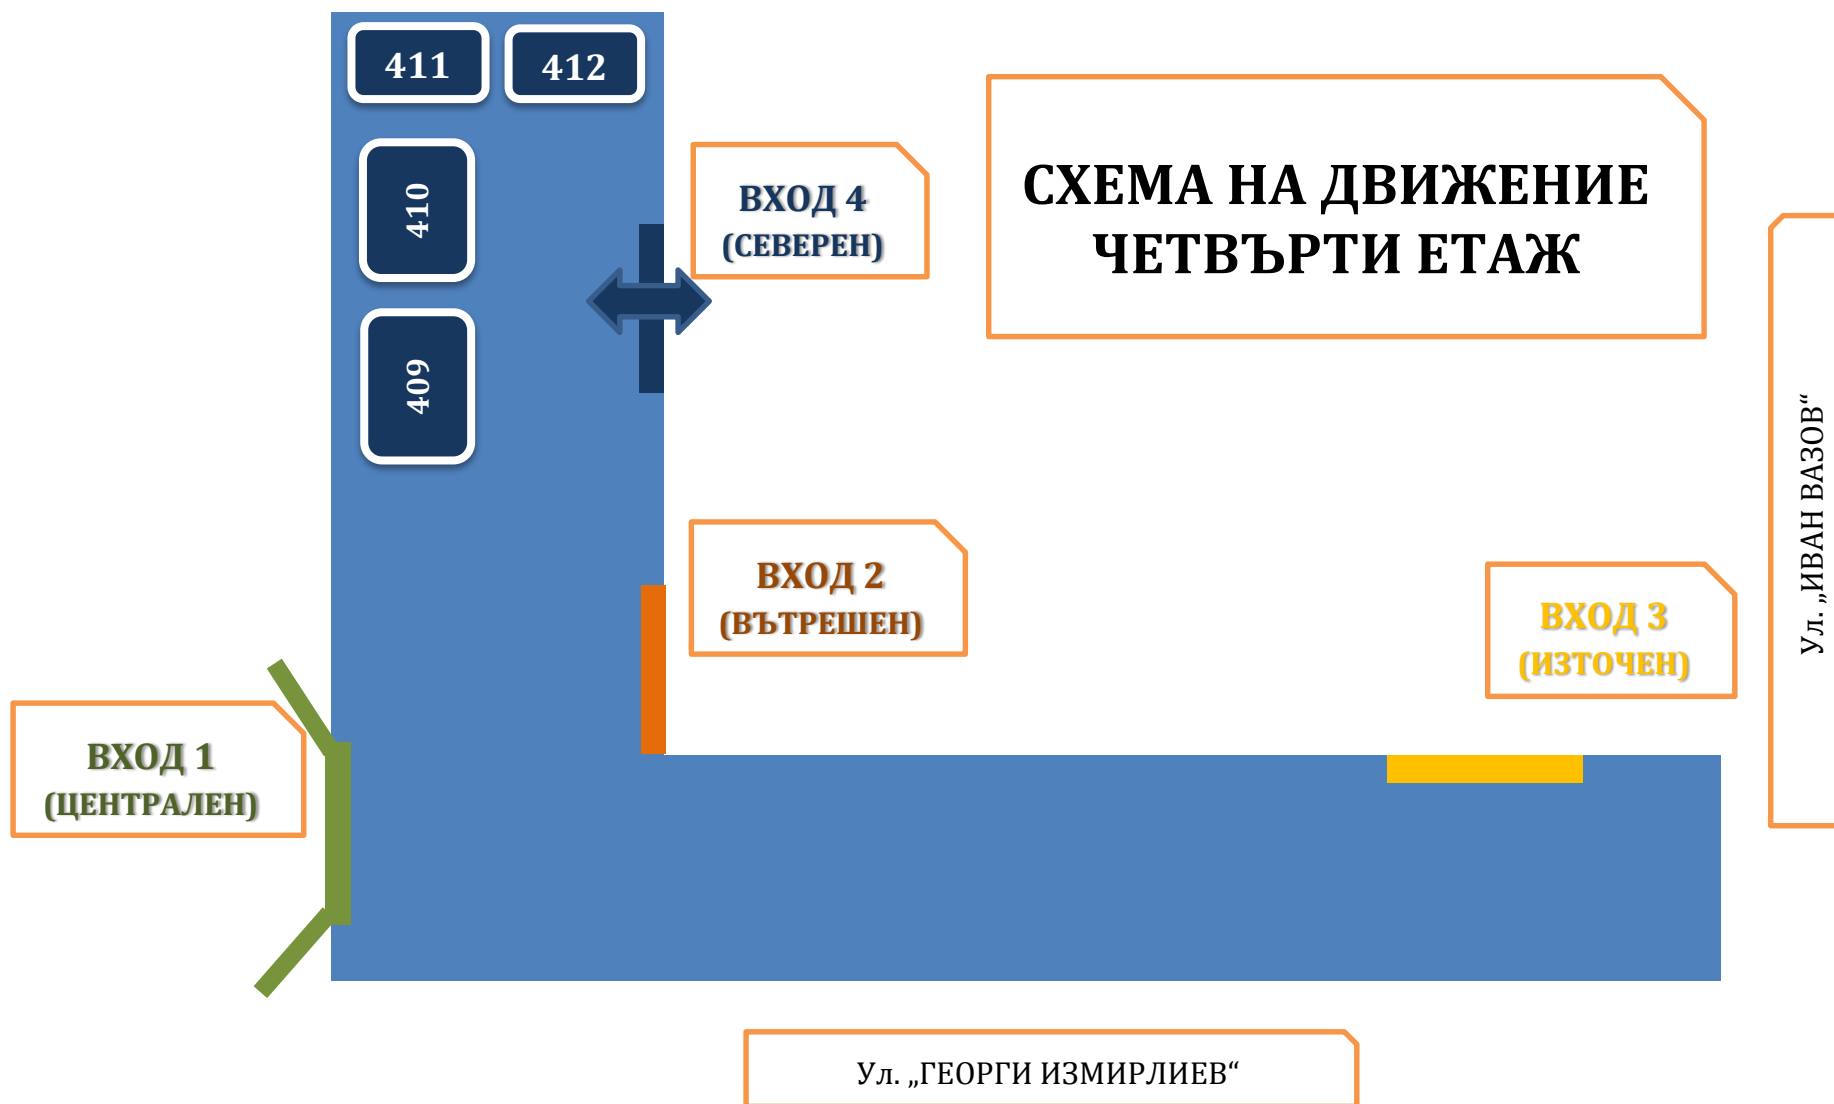 411
412
410
409
ВХОД 4
(СЕВЕРЕН)
СХЕМА НА ДВИЖЕНИЕ
ЧЕТВЪРТИ ЕТАЖ
Ул. „ИВАН ВАЗОВ“
ВХОД 2
(ВЪТРЕШЕН)
ВХОД 3
(ИЗТОЧЕН)
ВХОД 1
(ЦЕНТРАЛЕН)
Ул. „ГЕОРГИ ИЗМИРЛИЕВ“